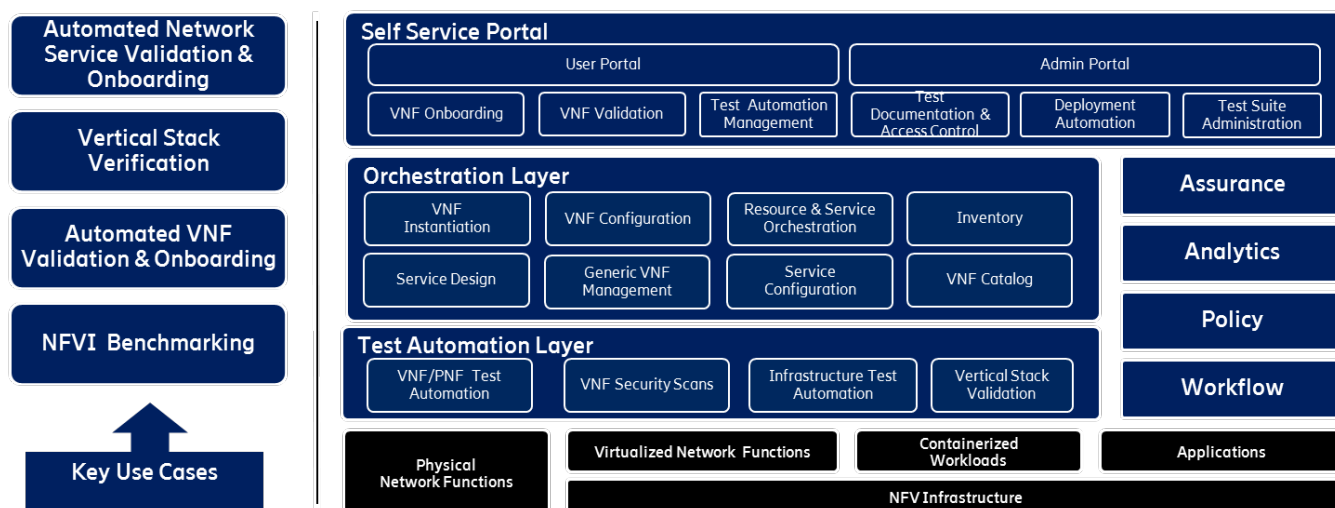 Automated Network
Service Validation &
Onboarding
Vertical Stack
Verification
Automated VNF
Validation & Onboarding
NFVI Benchmarking
Key Use Cases
Self Service Portal
User Portal
Admin Portal
VNF Onboarding
VNF Validation
Test Automation
Management
Test
Documentation &
Access Control
Deployment
Automation
Test Suite
Administration
Orchestration Layer
VNF
Instantiation
VNF Configuration
Resource & Service
Orchestration
Inventory
Service Design
Generic VNF
Management
Service
Configuration
VNF Catalog
Assurance
Analytics
Policy
Workflow
Test Automation Layer
VNF/PNF Test
Automation
VNF Security Scans
Infrastructure Test
Automation
Vertical Stack
Validation
Physical
Network Functions
Virtualized Network Functions
Containerized
Workloads
Applications
NFV Infrastructure